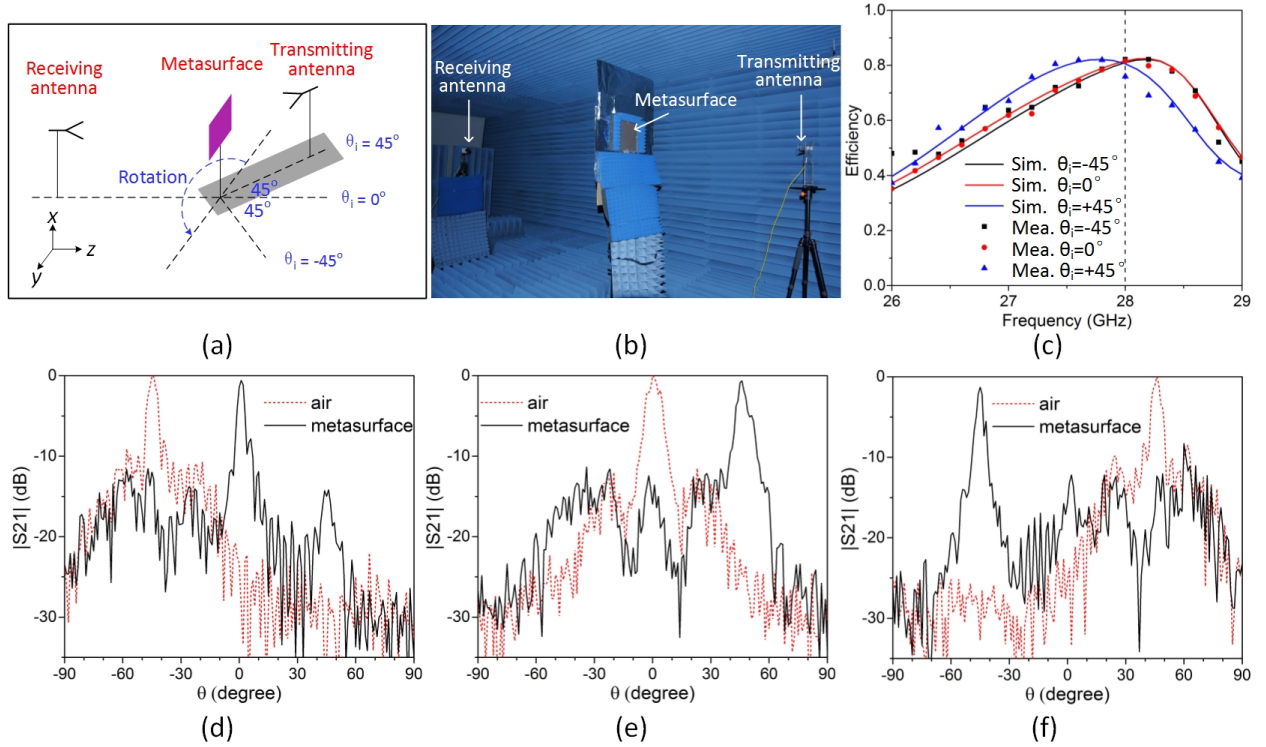 Receiving
antenna
Metasurface
Transmitting
antenna
θi = 45°
Rotation
45°
45°
θi = 0°
θi = -45°
x
z
y
(a)
Receiving
antenna
Metasurface
Transmitting
antenna
(b)
Efficiency
1.0
0.8
0.6
0.4
0.2
0.0
Sim. θi=-45°
Sim. θi=0°
Sim. θi=+45°
Mea. θi=-45°
Mea. θi=0°
Mea. θi=+45°
26 27 28 29
Frequency (GHz)
(c)
|S21| (dB)
0
-10
-20
-30
air
metasurface
-90 -60 -30 0 30 60 90
θ (degree)
(d)
|S21| (dB)
0
-10
-20
-30
air
metasurface
-90 -60 -30 0 30 60 90
θ (degree)
(e)
|S21| (dB)
0
-10
-20
-30
air
metasurface
-90 -60 -30 0 30 60 90
θ (degree)
(f)